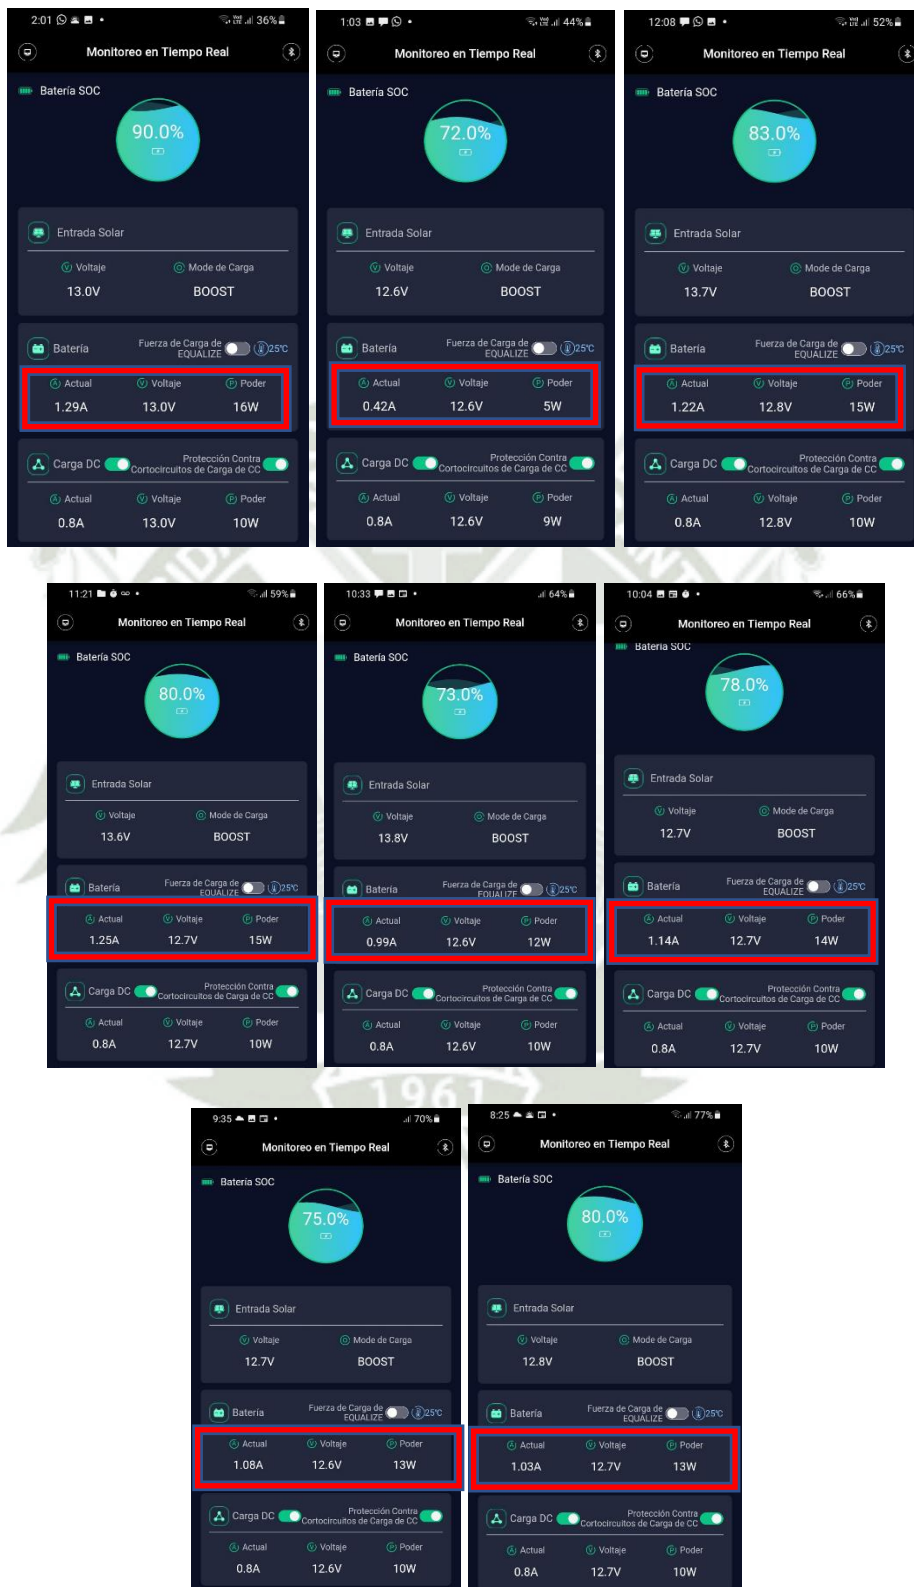 2:01 36%
Monitoreo en Tiempo Real
Batería SOC
90.0%
Entrada Solar
Voltaje Mode de Carga
13.0V BOOST
Batería Fuerza de Carga de EQUALIZE 25°C
Actual Voltaje Poder
1.29A 13.0V 16W
Carga DC Protección Contra Cortocircuitos de Carga de CC
Actual Voltaje Poder
0.8A 13.0V 10W
1:03 44%
Monitoreo en Tiempo Real
Batería SOC
72.0%
Entrada Solar
Voltaje Mode de Carga
12.6V BOOST
Batería Fuerza de Carga de EQUALIZE 25°C
Actual Voltaje Poder
0.42A 12.6V 5W
Carga DC Protección Contra Cortocircuitos de Carga de CC
Actual Voltaje Poder
0.8A 12.6V 9W
12:08 52%
Monitoreo en Tiempo Real
Batería SOC
83.0%
Entrada Solar
Voltaje Mode de Carga
13.7V BOOST
Batería Fuerza de Carga de EQUALIZE 25°C
Actual Voltaje Poder
1.22A 12.8V 15W
Carga DC Protección Contra Cortocircuitos de Carga de CC
Actual Voltaje Poder
0.8A 12.8V 10W
11:21 59%
Monitoreo en Tiempo Real
Batería SOC
80.0%
Entrada Solar
Voltaje Mode de Carga
13.6V BOOST
Batería Fuerza de Carga de EQUALIZE 25°C
Actual Voltaje Poder
1.25A 12.7V 15W
Carga DC Protección Contra Cortocircuitos de Carga de CC
Actual Voltaje Poder
0.8A 12.7V 10W
10:33 64%
Monitoreo en Tiempo Real
Batería SOC
73.0%
Entrada Solar
Voltaje Mode de Carga
13.8V BOOST
Batería Fuerza de Carga de EQUALIZE 25°C
Actual Voltaje Poder
0.99A 12.6V 12W
Carga DC Protección Contra Cortocircuitos de Carga de CC
Actual Voltaje Poder
0.8A 12.6V 10W
10:04 66%
Monitoreo en Tiempo Real
Batería SOC
78.0%
Entrada Solar
Voltaje Mode de Carga
12.7V BOOST
Batería Fuerza de Carga de EQUALIZE 25°C
Actual Voltaje Poder
1.14A 12.7V 14W
Carga DC Protección Contra Cortocircuitos de Carga de CC
Actual Voltaje Poder
0.8A 12.7V 10W
1961
9:35 70%
Monitoreo en Tiempo Real
Batería SOC
75.0%
Entrada Solar
Voltaje Mode de Carga
12.7V BOOST
Batería Fuerza de Carga de EQUALIZE 25°C
Actual Voltaje Poder
1.08A 12.6V 13W
Carga DC Protección Contra Cortocircuitos de Carga de CC
Actual Voltaje Poder
0.8A 12.6V 10W
8:25 77%
Monitoreo en Tiempo Real
Batería SOC
80.0%
Entrada Solar
Voltaje Mode de Carga
12.8V BOOST
Batería Fuerza de Carga de EQUALIZE 25°C
Actual Voltaje Poder
1.03A 12.7V 13W
Carga DC Protección Contra Cortocircuitos de Carga de CC
Actual Voltaje Poder
0.8A 12.7V 10W